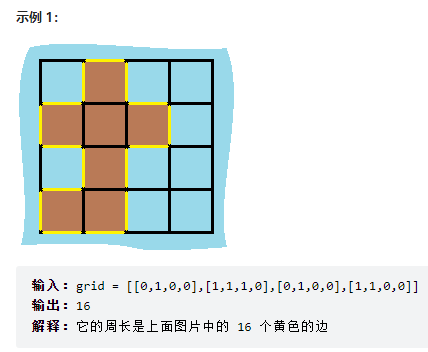 示例 1：
输入：grid = [[0,1,0,0],[1,1,1,0],[0,1,0,0],[1,1,0,0]]
输出：16
解释：它的周长是上面图片中的 16 个黄色的边